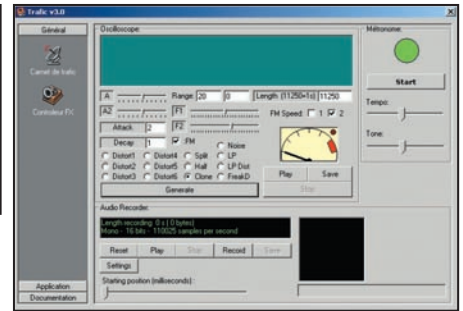 Trafic v3.0
Général
Carnet de trafic
Contrôleur FX
Application
Documentation
Oscilloscope:
A
Range: 20
0
Length: (11250=1s) 11250
A2
F1
FM Speed: 1 2
Attack 2
F2
Decay 1
FM
Noise
Distort1
Distort4
Split
LP
Distort2
Distort5
Half
LP Dist
Distort3
Distort6
Clone
FreakD
Generate
Play
Save
Stop
Audio Recorder:
Length recording 0 s ( 0 bytes)
Mono - 16 bits - 110025 samples per second
Reset
Play
Stop
Record
Save
Settings
Starting position (milliseconds):
Métronome:
Start
Tempo:
Tone: